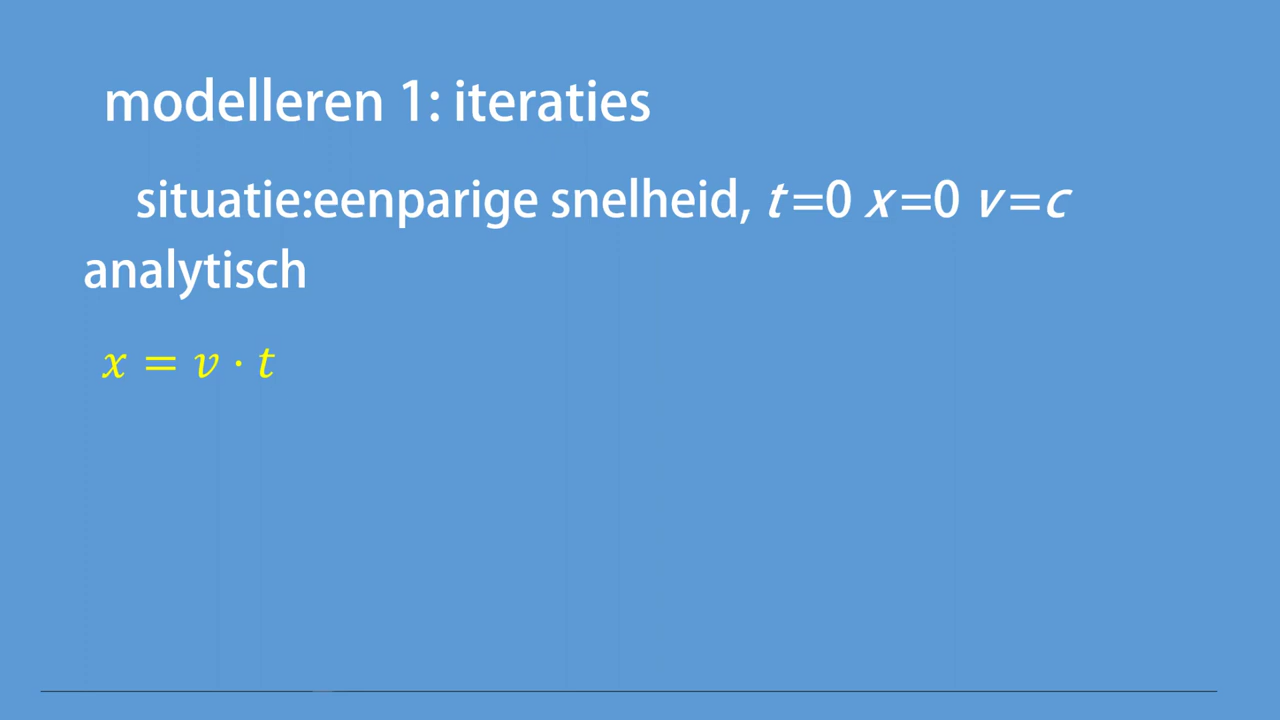 modelleren 1: iteraties
situatie:eenparige snelheid, t=0 x=0 v=c
analytisch
x = v · t